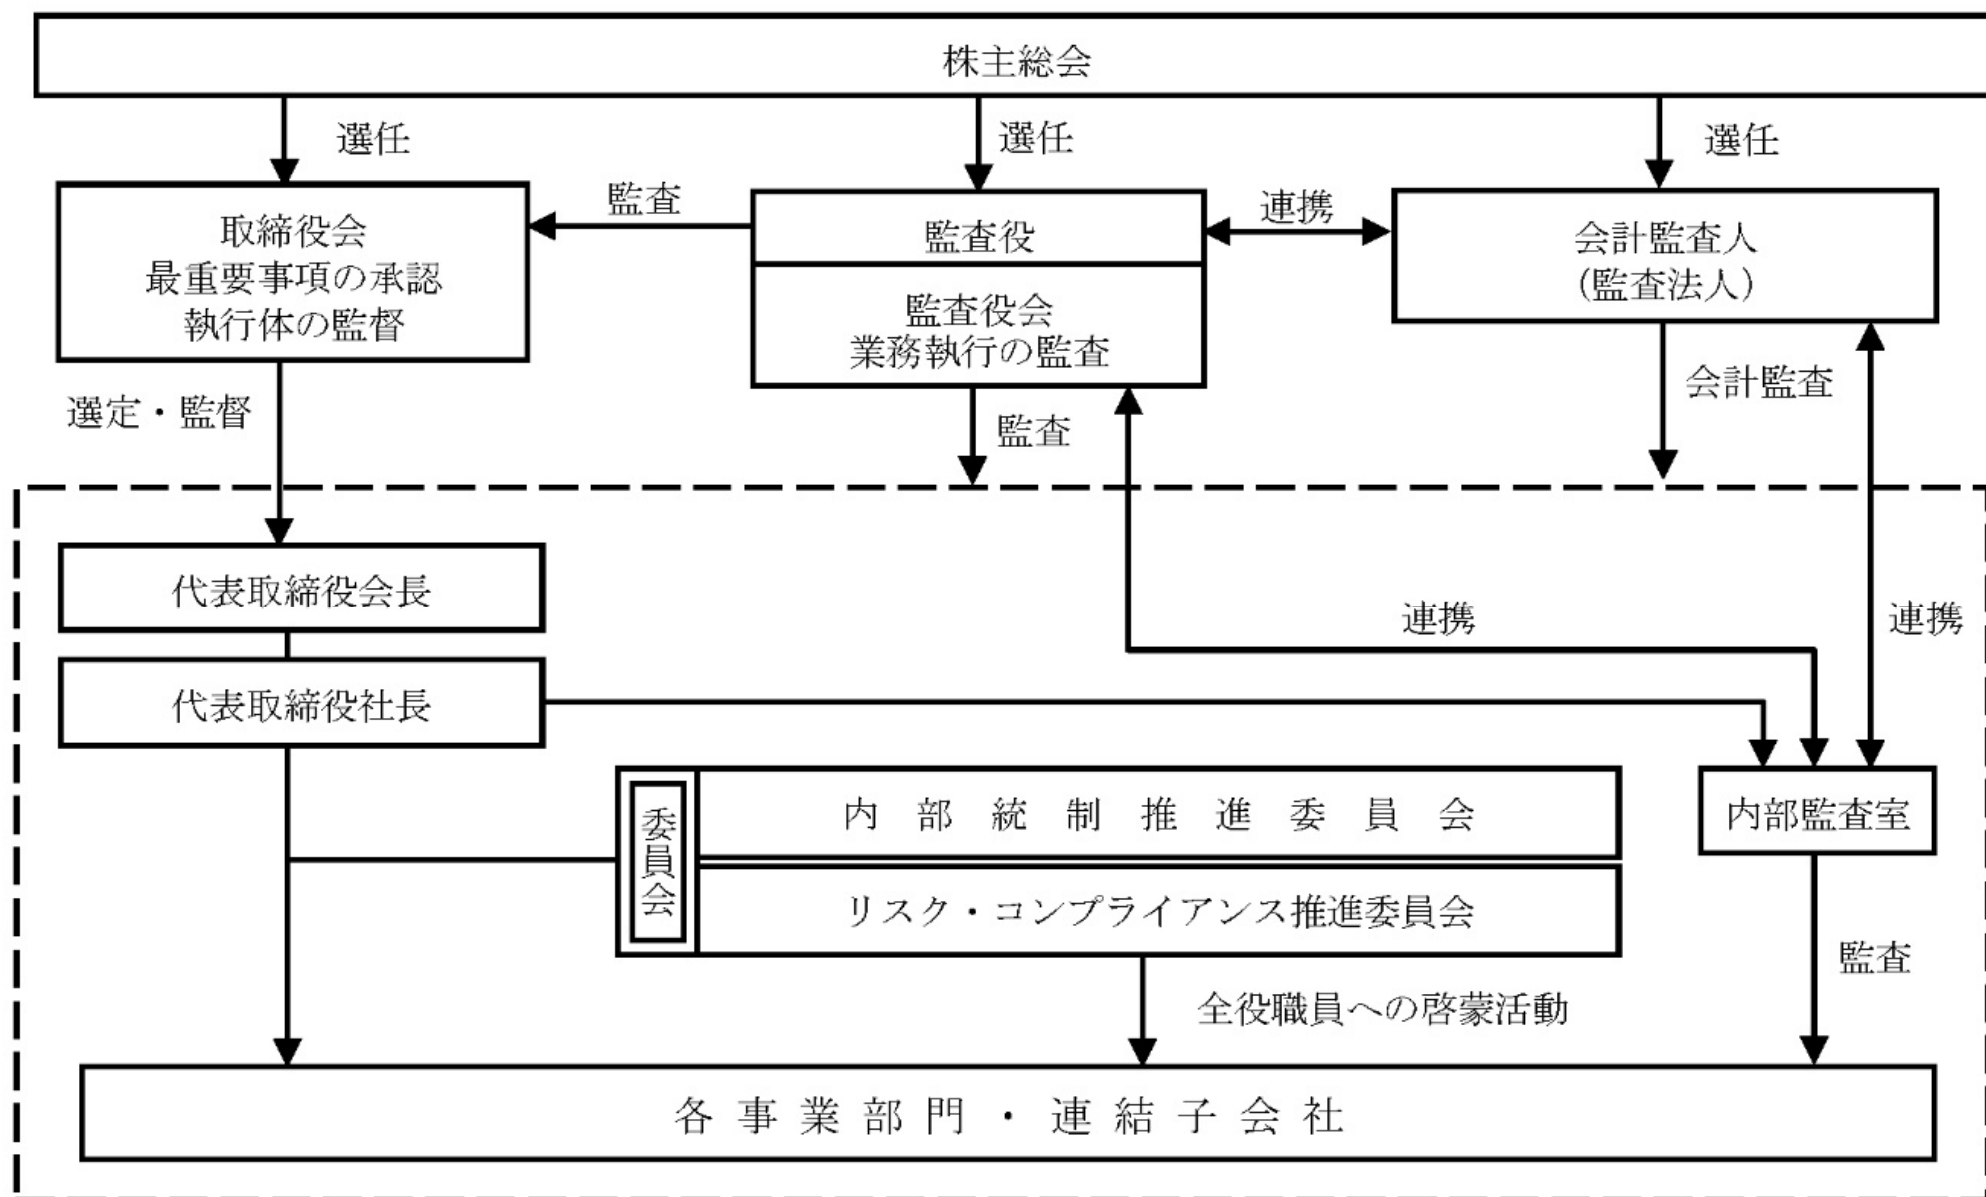 株主総会
選任
選任
選任
取締役会
最重要事項の承認
執行体の監督
監査
監査役
監査役会
業務執行の監査
連携
会計監査人
(監査法人)
選定・監督
監査
会計監査
代表取締役会長
代表取締役社長
連携
連携
委員会
内部統制推進委員会
リスク・コンプライアンス推進委員会
内部監査室
全役職員への啓蒙活動
監査
各事業部門・連結子会社